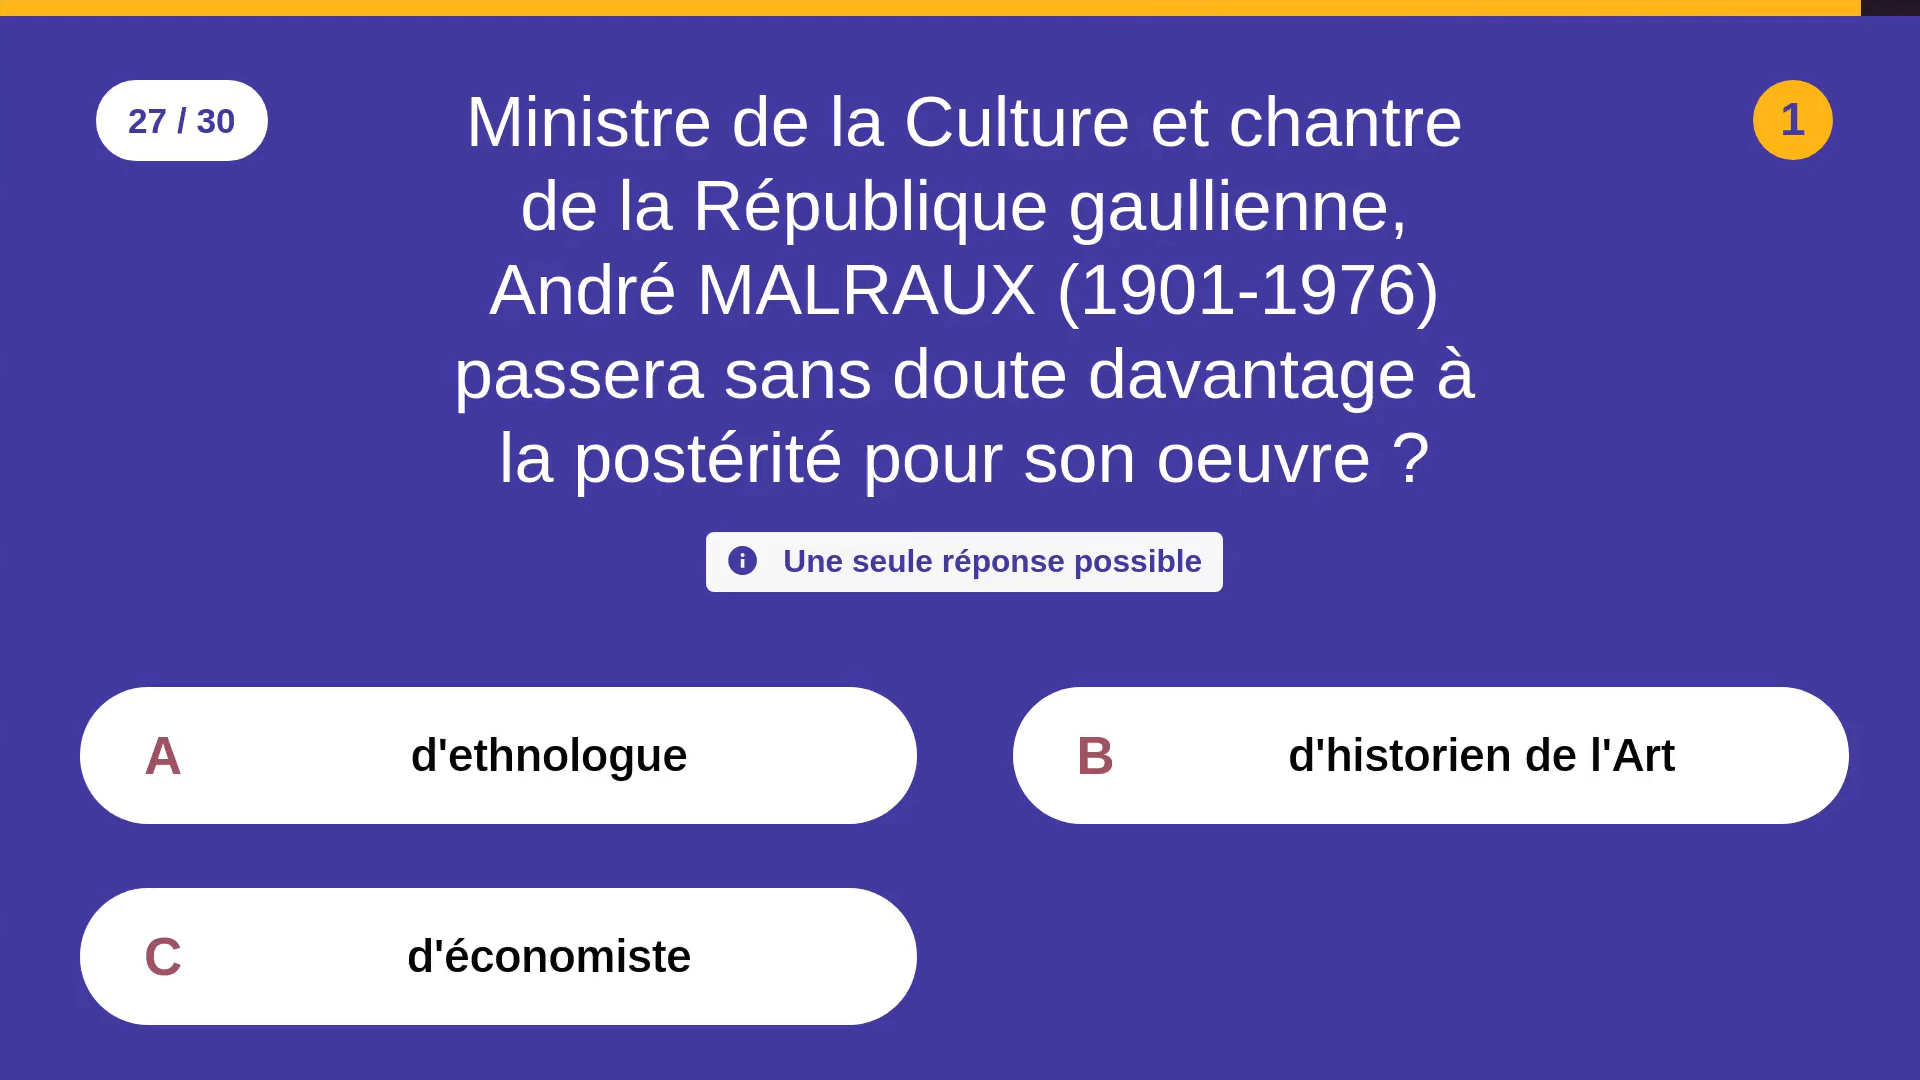 27 / 30
Ministre de la Culture et chantre
de la République gaullienne,
André MALRAUX (1901-1976)
passera sans doute davantage à
la postérité pour son oeuvre ?
1
Une seule réponse possible
A d'ethnologue
B d'historien de l'Art
C d'économiste